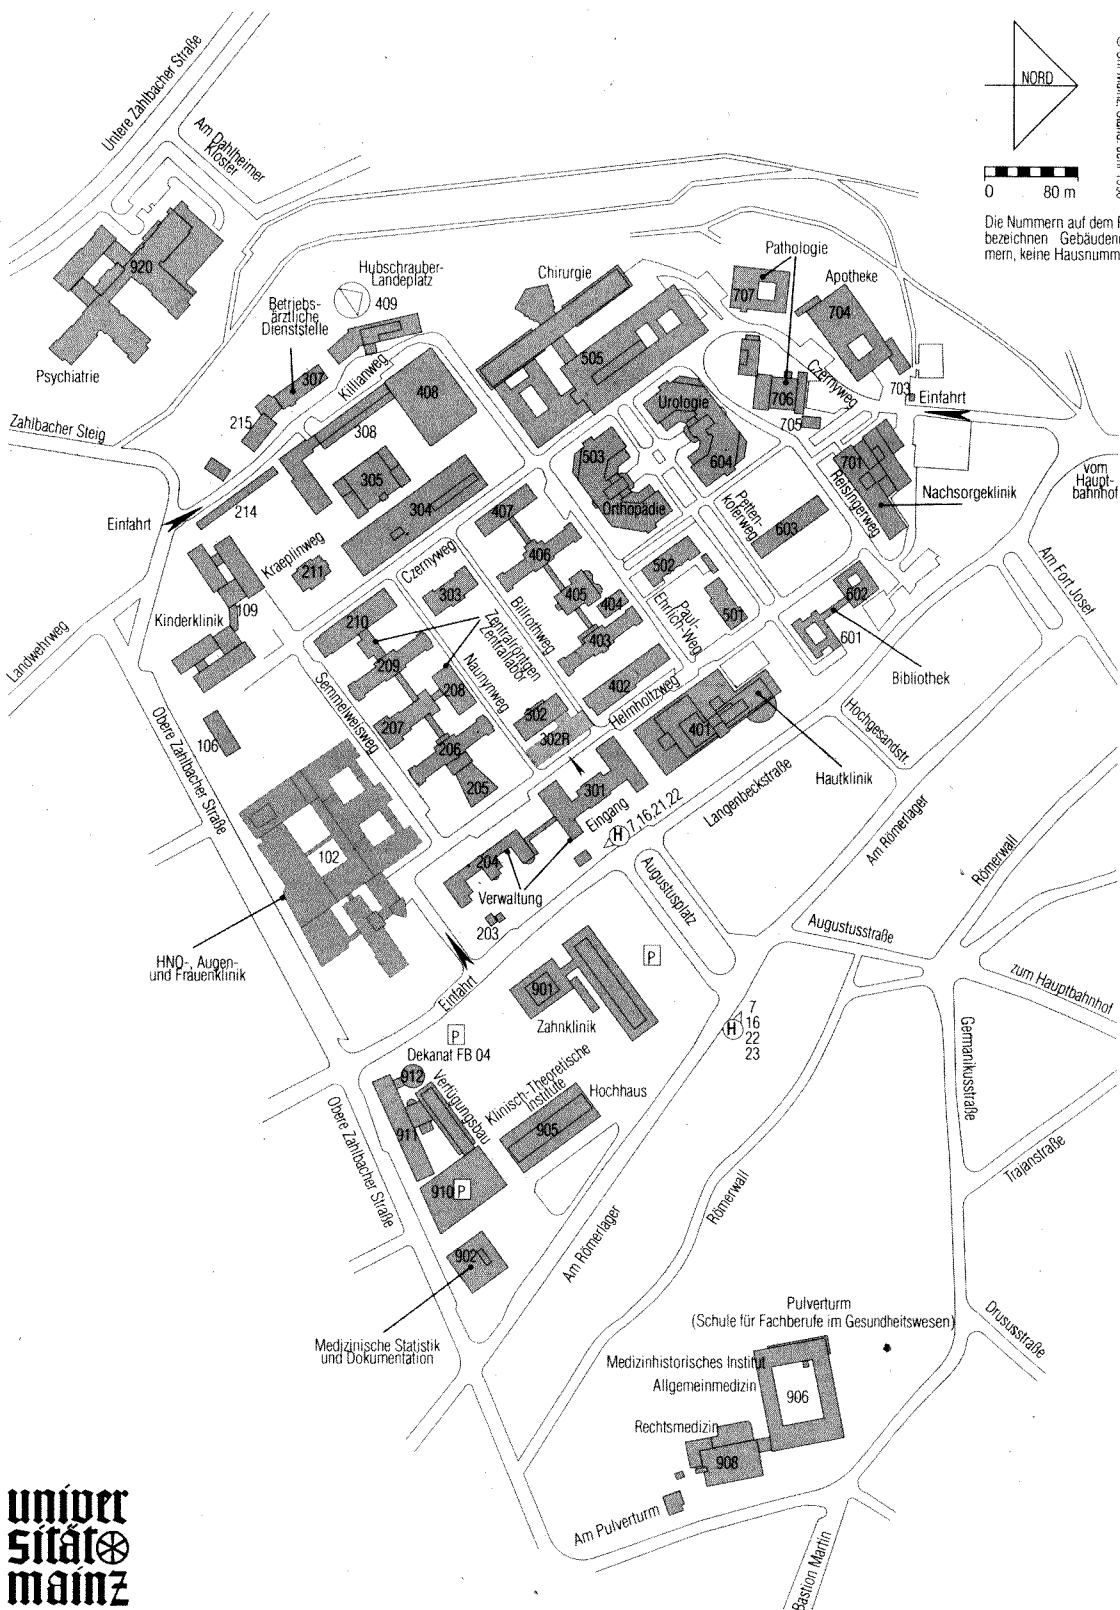 Untere Zahlbacher Straße
Am Dahlheimer
Kloster
NORD
0 80 m
Die Nummern auf dem
bezeichnen
mern, keine
920
Psychiatrie
Hubschrauber-
Landeplatz
409
Betriebs-
ärztliche
Dienststelle
Chirurgie
Pathologie
Apotheke
707
704
505
307
Killianweg
408
706
Czernyweg
703
Einfahrt
705
Urologie
604
Zahlbacher Steig
215
308
305
503
Orthopädie
701
Nachsorgeklinik
vom
Haupt-
bahnhof
Einfahrt
214
304
407
Petten-
koferweg
603
Reisingerweg
Kraepelinweg
211
Czernyweg
406
502
Am Fort Josef
109
Kinderklinik
303
405
404
Paul-
Ehrlich-Weg
501
602
601
Bibliothek
Landwehrweg
210
Zentralröntgen
Zentrallabor
Billrothweg
403
209
208
Naunynweg
402
Helmholtzweg
Semmelweisweg
207
302
302R
401
Hautklinik
Hochgesandstr.
106
206
205
301
Eingang
H 7,16,21,22
Langenbeckstraße
Obere Zahlbacher Straße
102
204
Verwaltung
203
Augustusplatz
Am Römerlager
Römerwall
Augustusstraße
HNO-, Augen-
und Frauenklinik
Einfahrt
P
901
Zahnklinik
zum Hauptbahnhof
H
7
16
22
23
P
Dekanat FB 04
912
Verfügungsbau
Klinisch-Theoretische
Institute
Hochhaus
905
911
910 P
Germanikusstraße
Trajanstraße
Obere Zahlbacher Straße
Römerwall
Am Römerlager
902
Medizinische Statistik
und Dokumentation
Pulverturm
(Schule für Fachberufe im Gesundheitswesen)
Drususstraße
Medizinhistorisches Institut
Allgemeinmedizin
906
Rechtsmedizin
908
Am Pulverturm
Bastion Martin
univer
sität
mainz